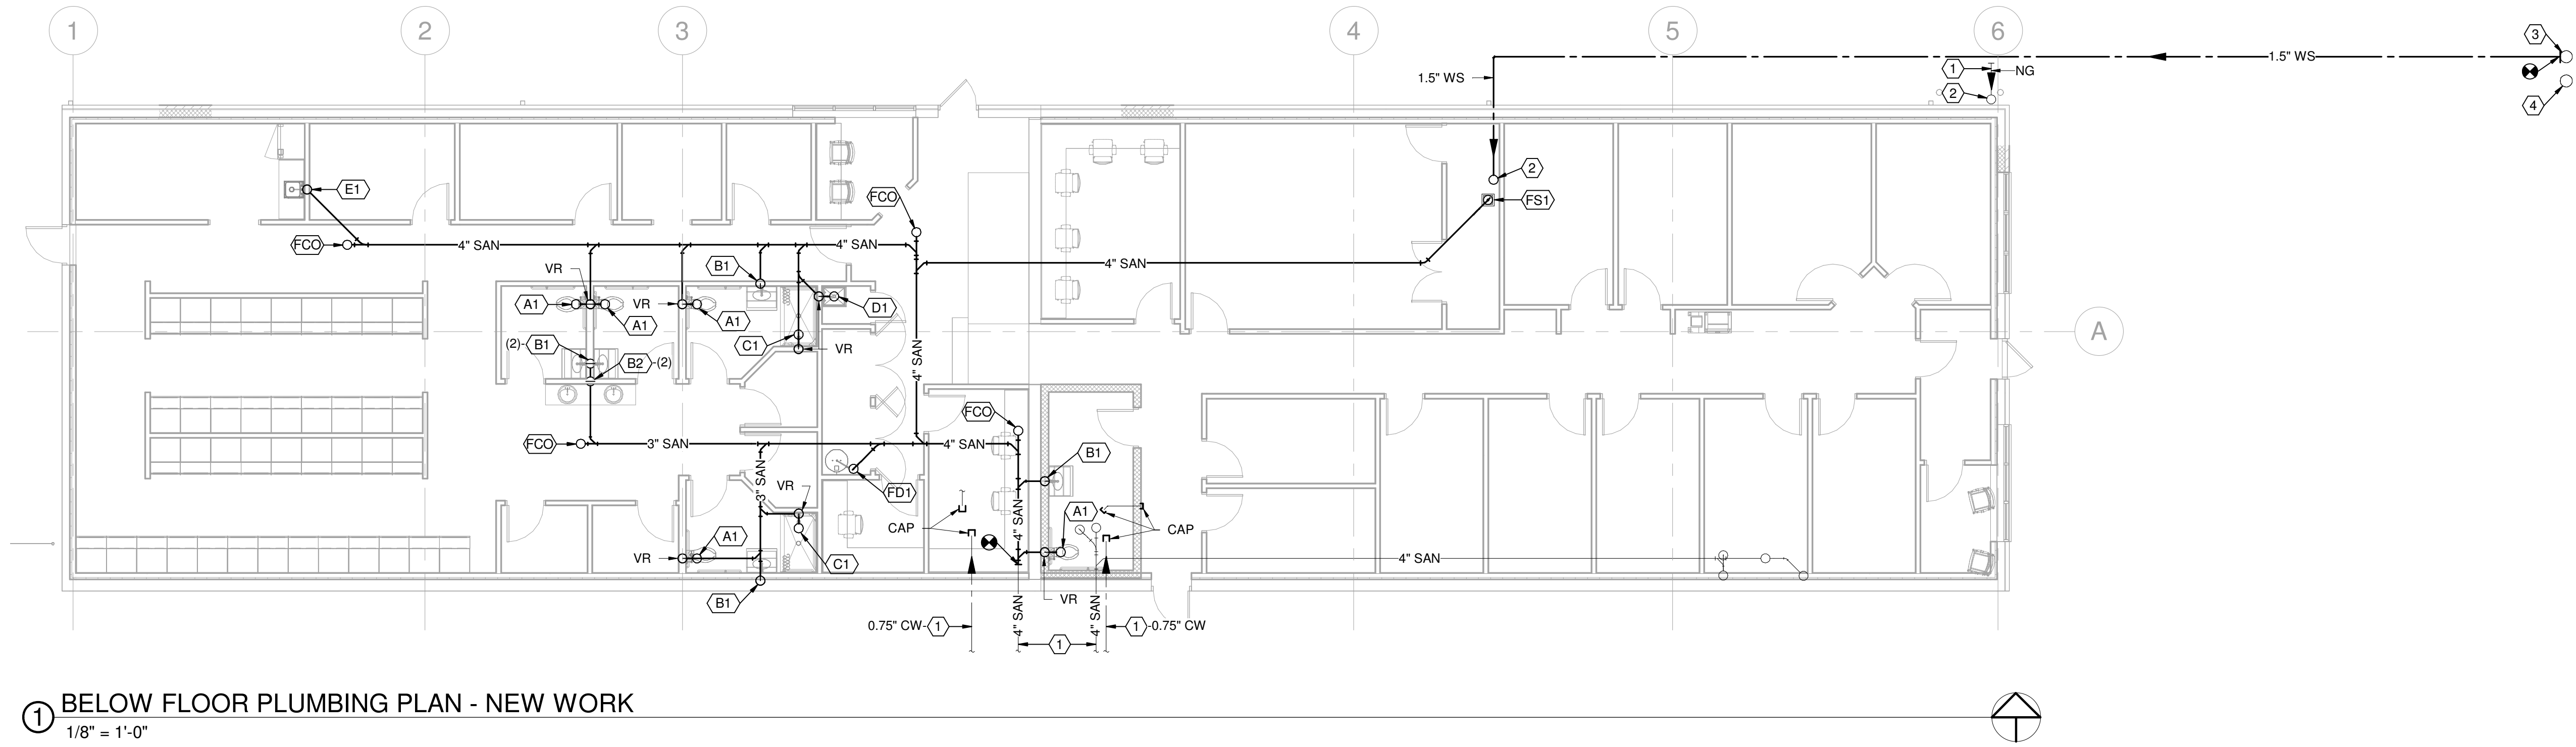 1
2
3
4
5
6
3
1.5" WS
1.5" WS
1
NG
2
4
2
E1
FCO
FS1
FCO
4" SAN
4" SAN
4" SAN
B1
VR
A1
VR
D1
A1
A1
C1
VR
A
(2)-B1
B2-(2)
4" SAN
FCO
FCO
3" SAN
4" SAN
B1
3" SAN
VR
FD1
4" SAN
A1
CAP
CAP
A1
VR
C1
4" SAN
B1
VR
4" SAN
4" SAN
0.75" CW-1
1-0.75" CW
1
1
BELOW FLOOR PLUMBING PLAN - NEW WORK
1/8" = 1'-0"